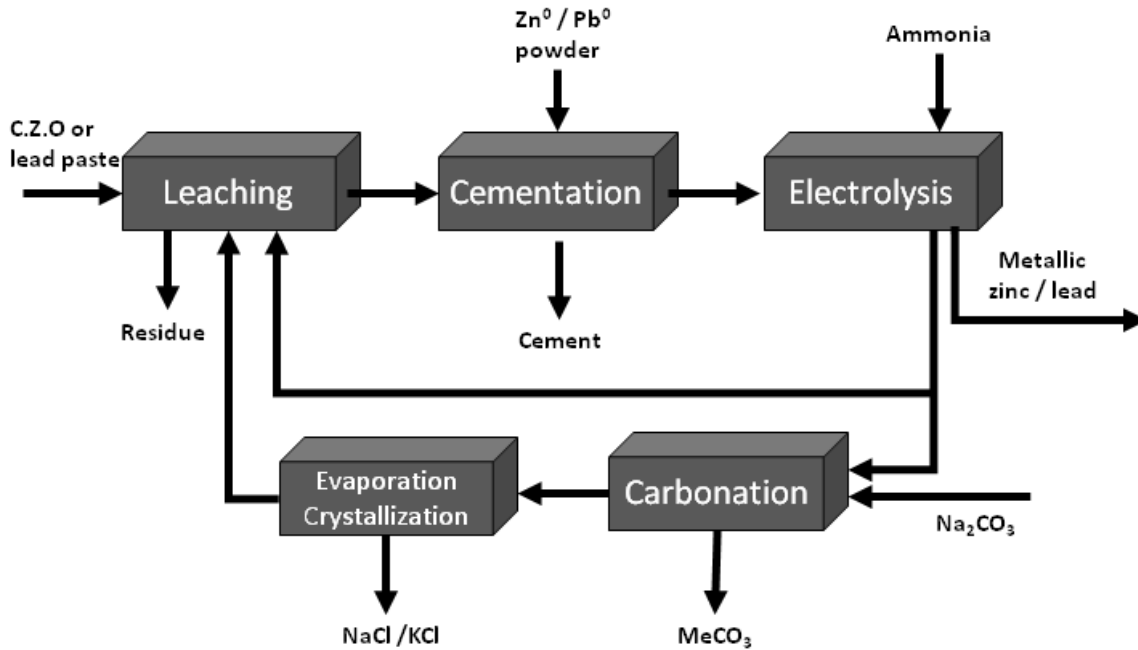 Zn⁰ / Pb⁰
powder
Ammonia
C.Z.O or
lead paste
Leaching
Cementation
Electrolysis
Metallic
zinc / lead
Residue
Cement
Evaporation
Crystallization
Carbonation
Na₂CO₃
NaCl /KCl
MeCO₃